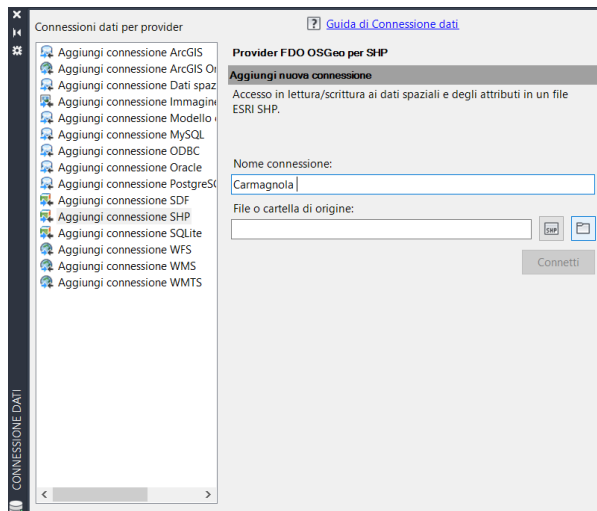 Connessioni dati per provider
Aggiungi connessione ArcGIS
Aggiungi connessione ArcGIS Or
Aggiungi connessione Dati spaz
Aggiungi connessione Immagine
Aggiungi connessione Modello
Aggiungi connessione MySQL
Aggiungi connessione ODBC
Aggiungi connessione Oracle
Aggiungi connessione PostgreS
Aggiungi connessione SDF
Aggiungi connessione SHP
Aggiungi connessione SQLite
Aggiungi connessione WFS
Aggiungi connessione WMS
Aggiungi connessione WMTS
? Guida di Connessione dati
Provider FDO OSGeo per SHP
Aggiungi nuova connessione
Accesso in lettura/scrittura ai dati spaziali e degli attributi in un file
ESRI SHP.
Nome connessione:
Carmagnola
File o cartella di origine:
SHP
Connetti
CONNESSIONE DATI